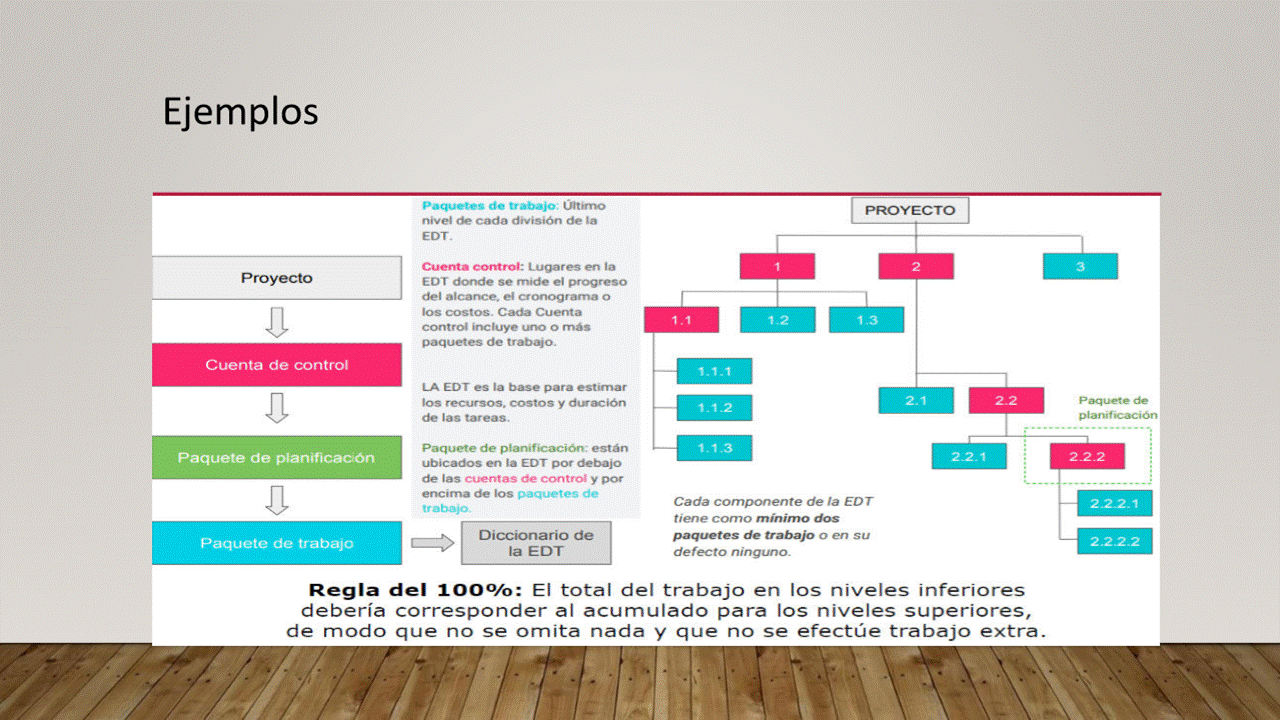 Ejemplos
Proyecto
Cuenta de control
Paquete de planificación
Paquete de trabajo
Paquetes de trabajo: Último
nivel de cada división de la
EDT.
Cuenta control: Lugares en la
EDT donde se mide el progreso
del alcance, el cronograma o
los costos. Cada Cuenta
control incluye uno o más
paquetes de trabajo.
LA EDT es la base para estimar
los recursos, costos y duración
de las tareas.
Paquete de planificación: están
ubicados en la EDT por debajo
de las cuentas de control y por
encima de los paquetes de
trabajo.
Diccionario de
la EDT
PROYECTO
1
2
3
1.1
1.2
1.3
1.1.1
1.1.2
1.1.3
2.1
2.2
Paquete de
planificación
2.2.1
2.2.2
2.2.2.1
2.2.2.2
Cada componente de la EDT
tiene como mínimo dos
paquetes de trabajo o en su
defecto ninguno.
Regla del 100%: El total del trabajo en los niveles inferiores
debería corresponder al acumulado para los niveles superiores,
de modo que no se omita nada y que no se efectúe trabajo extra.